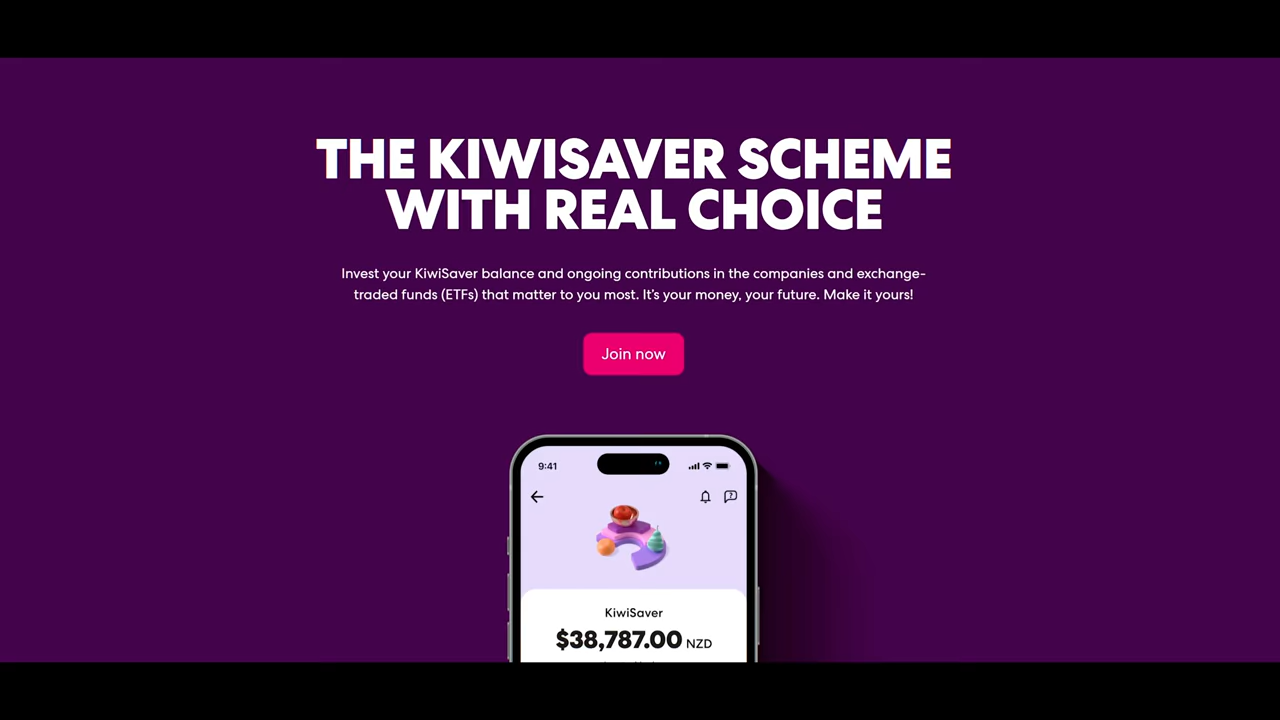 THE KIWISAVER SCHEME
WITH REAL CHOICE
Invest your KiwiSaver balance and ongoing contributions in the companies and exchange-
traded funds (ETFs) that matter to you most. It's your money, your future. Make it yours!
Join now
9:41
KiwiSaver
$38,787.00 NZD